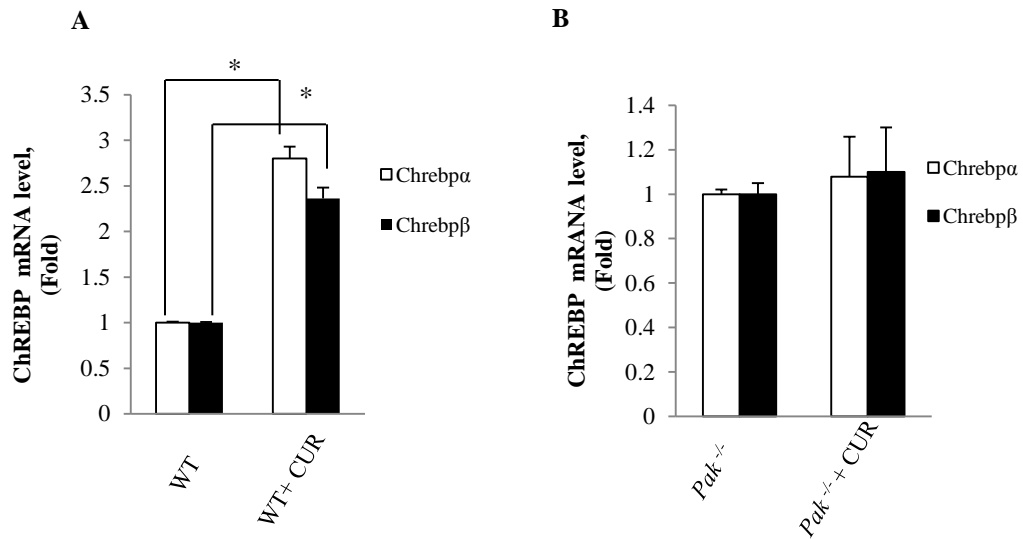 A
*
*
3.5
3
2.5
2
1.5
1
0.5
0
ChREBP mRNA level,
(Fold)
Chrebpα
Chrebpβ
WT
WT+ CUR
B
1.4
1.2
1
0.8
0.6
0.4
0.2
0
ChREBP mRANA level,
(Fold)
Chrebpα
Chrebpβ
Pak -/-
Pak -/- + CUR